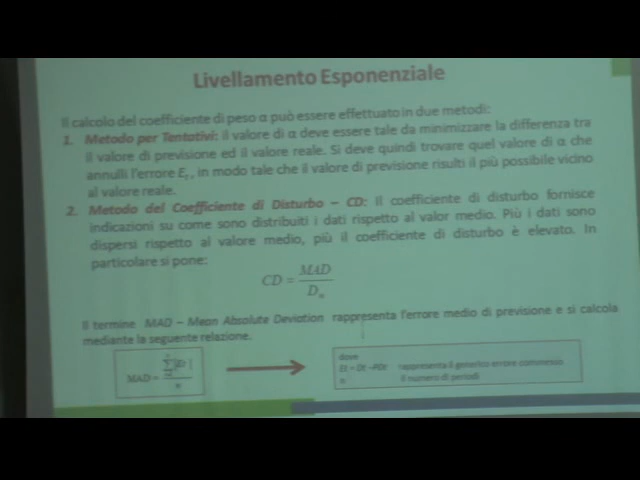 Livellamento Esponenziale
Il calcolo del coefficiente di peso α può essere effettuato in due metodi:
1. Metodo per Tentativi: il valore di α deve essere tale da minimizzare la differenza tra
il valore di previsione ed il valore reale. Si deve quindi trovare quel valore di α che
annulli l'errore Et, in modo tale che il valore di previsione risulti il più possibile vicino
al valore reale.
2. Metodo del Coefficiente di Disturbo – CD: Il coefficiente di disturbo fornisce
indicazioni su come sono distribuiti i dati rispetto al valor medio. Più i dati sono
dispersi rispetto al valore medio, più il coefficiente di disturbo è elevato. In
particolare si pone:
CD = MAD / Dm
Il termine MAD – Mean Absolute Deviation rappresenta l'errore medio di previsione e si calcola
mediante la seguente relazione.
MAD = ∑|Et| / n
dove
Et = Dt –PDt rappresenta il generico errore commesso
n il numero di periodi